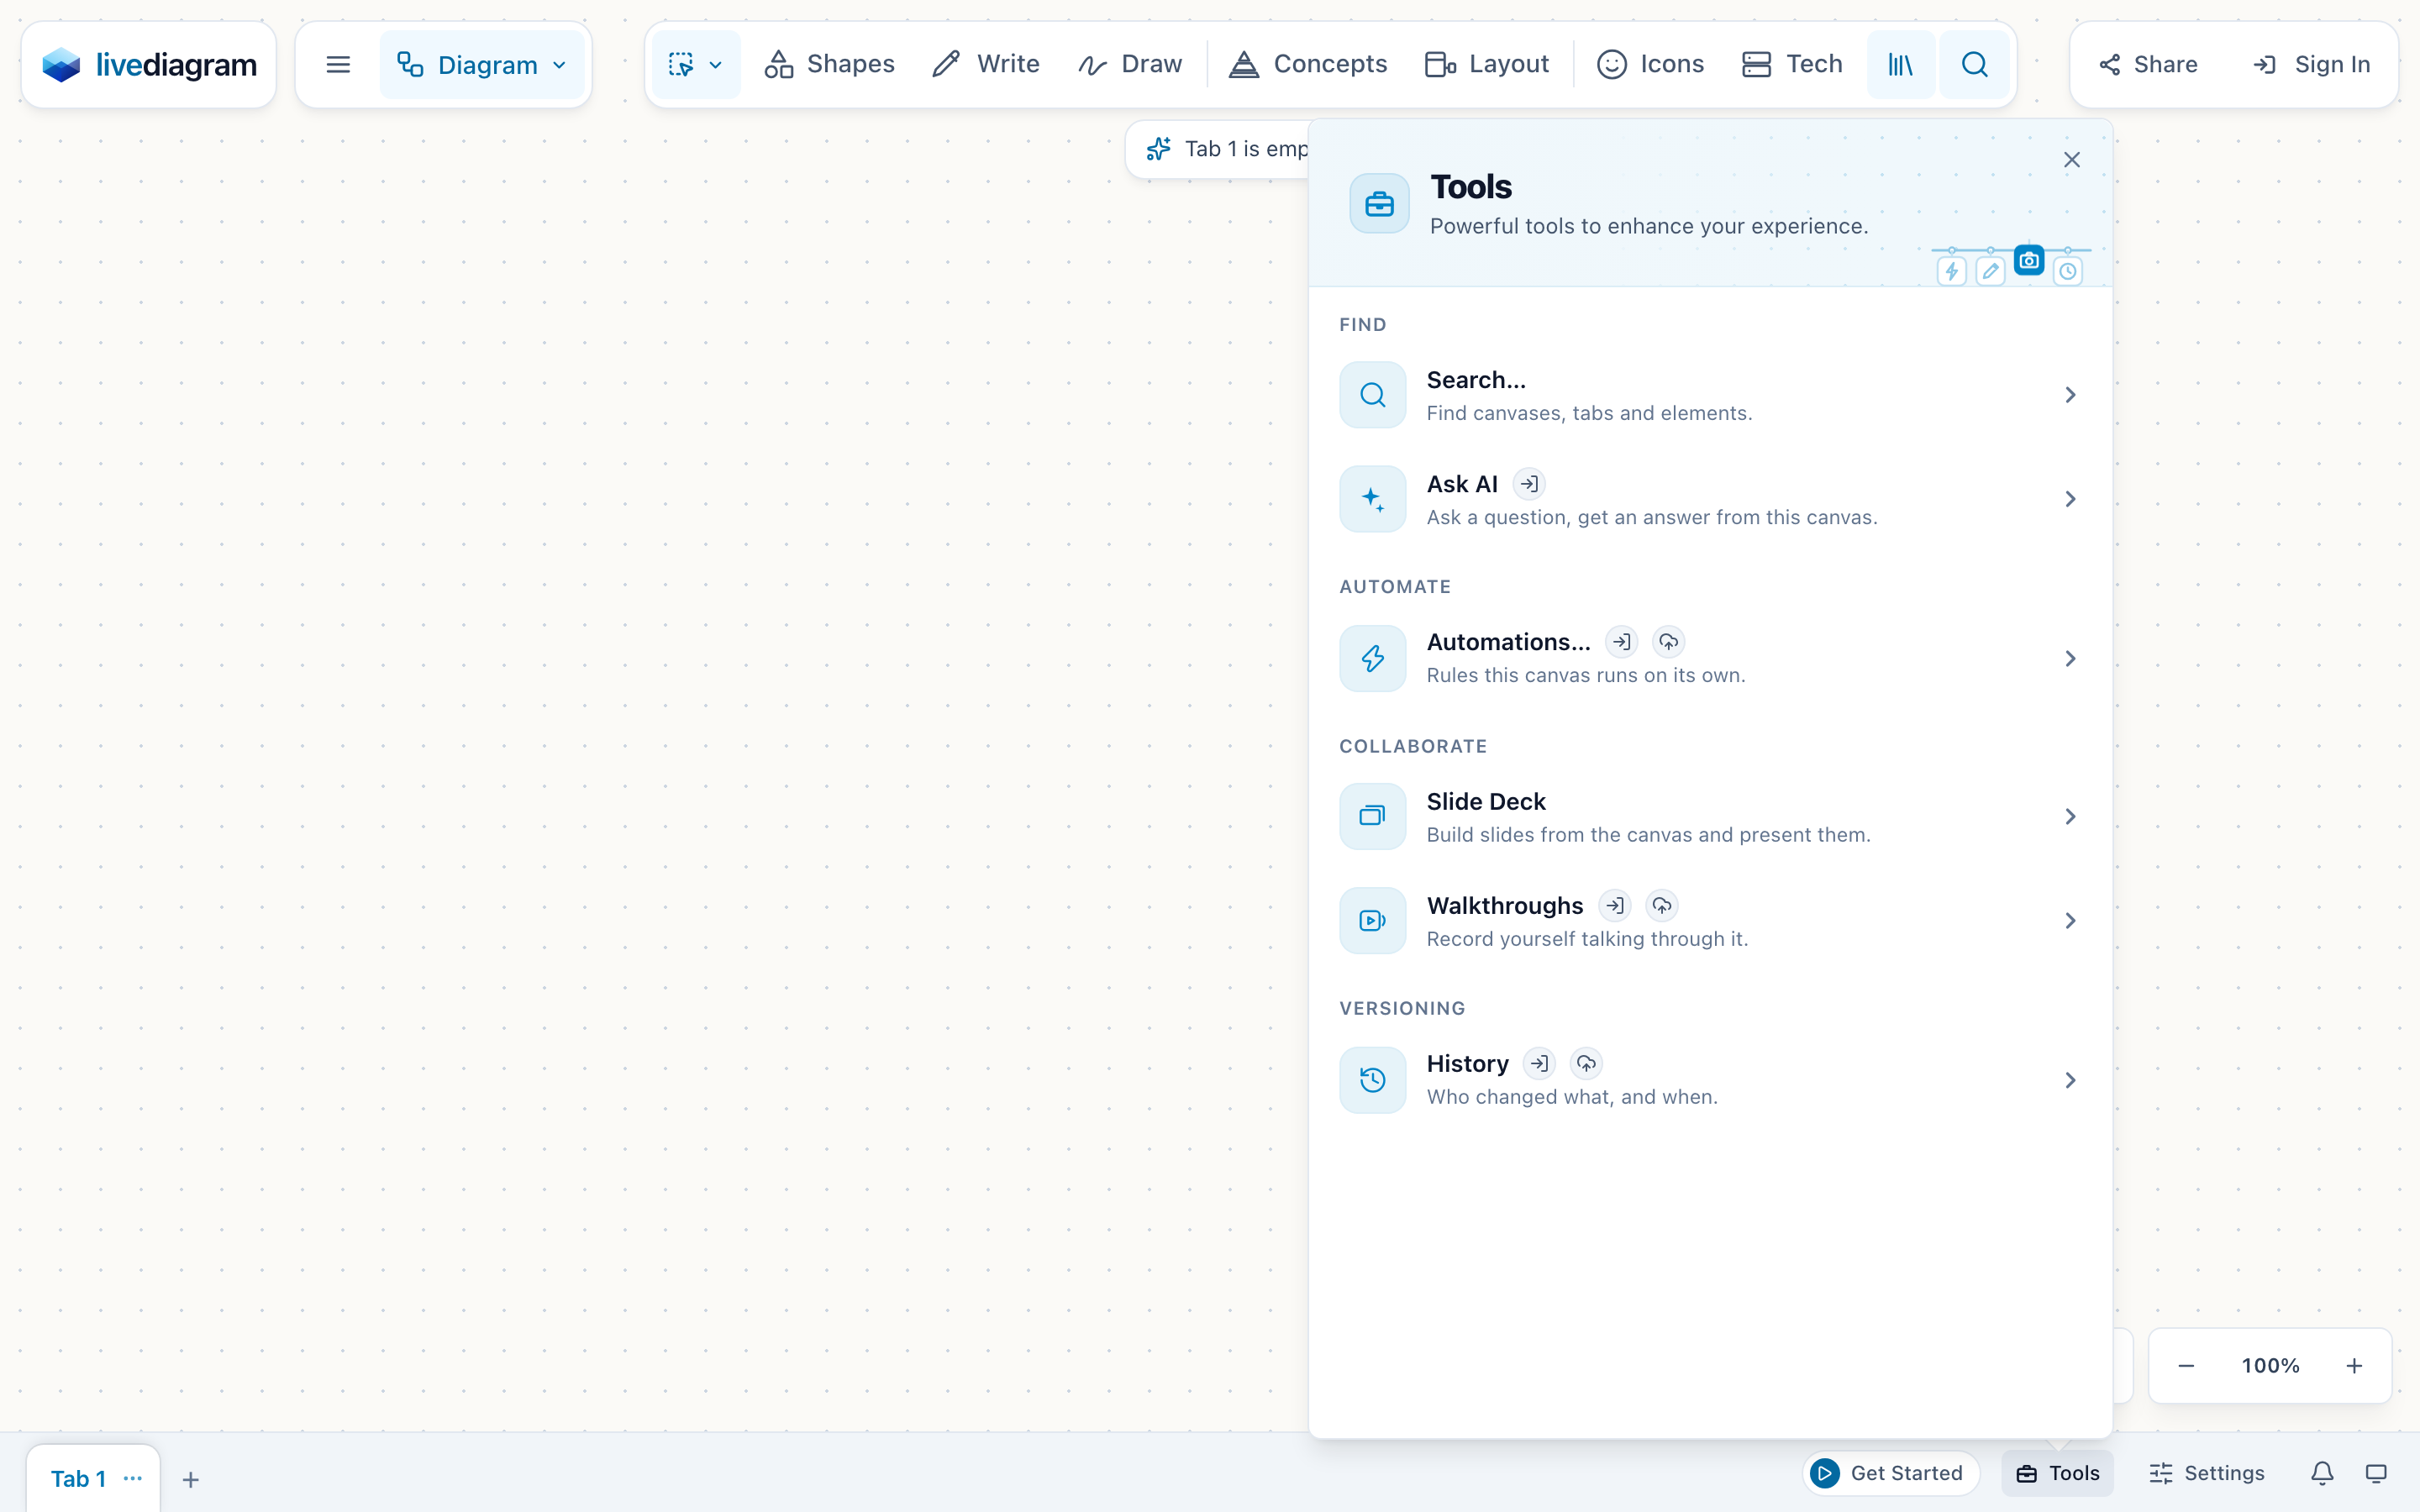 livediagram
Diagram
Shapes
Write
Draw
Concepts
Layout
Icons
Tech
Share
Sign In
Tab 1 is emp
Tools
Powerful tools to enhance your experience.
FIND
Search...
Find canvases, tabs and elements.
Ask AI
Ask a question, get an answer from this canvas.
AUTOMATE
Automations...
Rules this canvas runs on its own.
COLLABORATE
Slide Deck
Build slides from the canvas and present them.
Walkthroughs
Record yourself talking through it.
VERSIONING
History
Who changed what, and when.
100%
Tab 1
Get Started
Tools
Settings